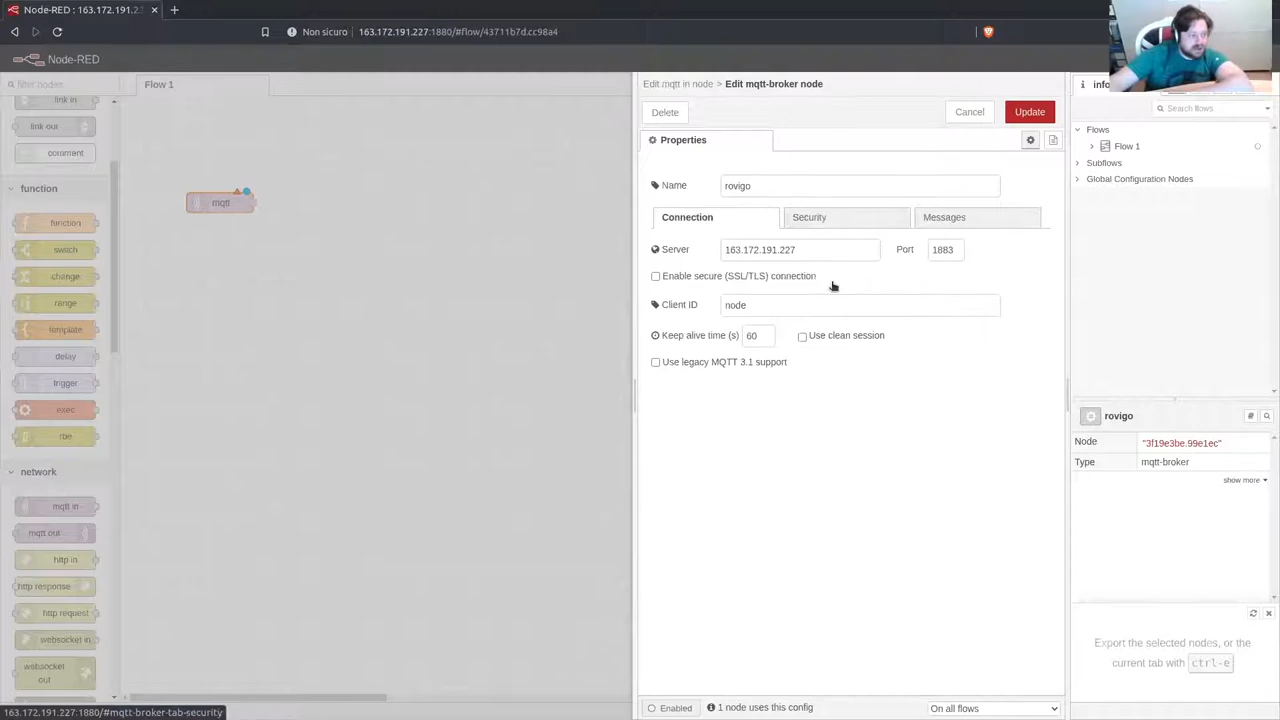 Node-RED : 163.172.191.2
Non sicuro
163.172.191.227:1880/#flow/43711b7d.cc98a4
Node-RED
filter nodes
link in
link out
comment
function
function
switch
change
range
template
delay
trigger
exec
rbe
network
mqtt in
mqtt out
http in
http response
http request
websocket in
websocket
out
163.172.191.227:1880/#mqtt-broker-tab-security
Flow 1
mqtt
Edit mqtt in node > Edit mqtt-broker node
Delete
Cancel
Update
Properties
Name
rovigo
Connection
Security
Messages
Server
163.172.191.227
Port
1883
Enable secure (SSL/TLS) connection
Client ID
node
Keep alive time (s)
60
Use clean session
Use legacy MQTT 3.1 support
Enabled
1 node uses this config
On all flows
info
Search flows
Flows
Flow 1
Subflows
Global Configuration Nodes
rovigo
Node
"3f19e3be.99e1ec"
Type
mqtt-broker
show more
Export the selected nodes, or the
current tab with ctrl-e